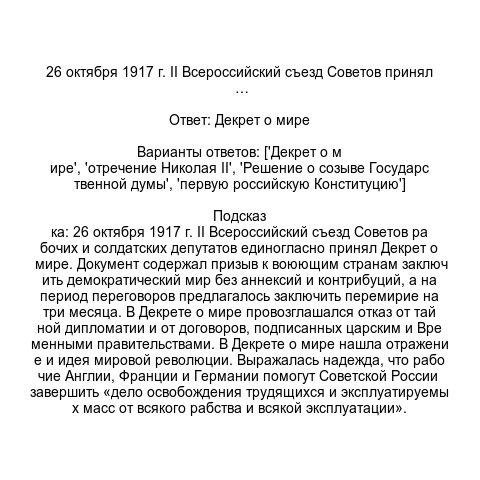 26 октября 1917 г. II Всероссийский съезд Советов принял
…
Ответ: Декрет о мире
Варианты ответов: ['Декрет о м
ире', 'отречение Николая II', 'Решение о созыве Государс
твенной думы', 'первую российскую Конституцию']
Подсказ
ка: 26 октября 1917 г. II Всероссийский съезд Советов ра
бочих и солдатских депутатов единогласно принял Декрет о
мире. Документ содержал призыв к воюющим странам заключ
ить демократический мир без аннексий и контрибуций, а на
период переговоров предлагалось заключить перемирие на
три месяца. В Декрете о мире провозглашался отказ от тай
ной дипломатии и от договоров, подписанных царским и Вре
менными правительствами. В Декрете о мире нашла отражени
е и идея мировой революции. Выражалась надежда, что рабо
чие Англии, Франции и Германии помогут Советской России
завершить «дело освобождения трудящихся и эксплуатируемы
х масс от всякого рабства и всякой эксплуатации».